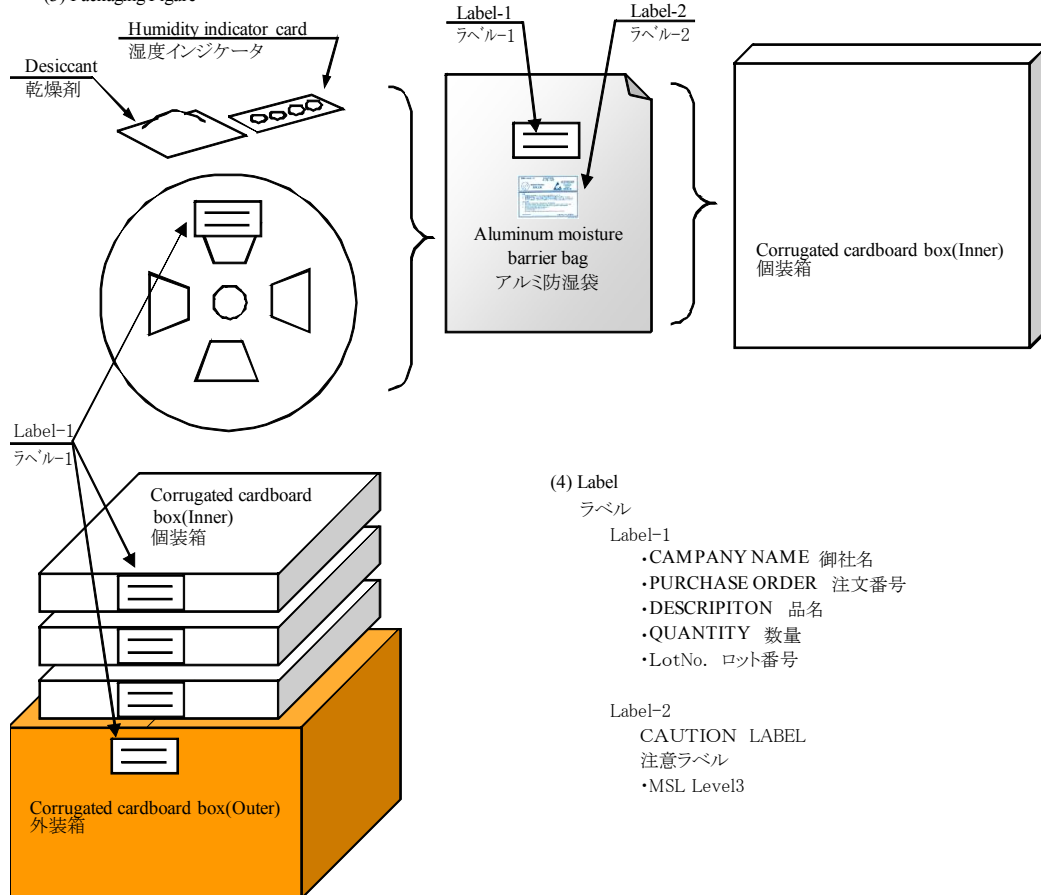 (3) Packaging Figure
Humidity indicator card
湿度インジケータ
Desiccant
乾燥剤
Label-1
ラベル-1
Label-2
ラベル-2
Aluminum moisture
barrier bag
アルミ防湿袋
Corrugated cardboard box(Inner)
個装箱
Label-1
ラベル-1
Corrugated cardboard
box(Inner)
個装箱
Corrugated cardboard box(Outer)
外装箱
(4) Label
ラベル
Label-1
・CAMPANY NAME 御社名
・PURCHASE ORDER 注文番号
・DESCRIPITON 品名
・QUANTITY 数量
・LotNo. ロット番号
Label-2
CAUTION LABEL
注意ラベル
・MSL Level3